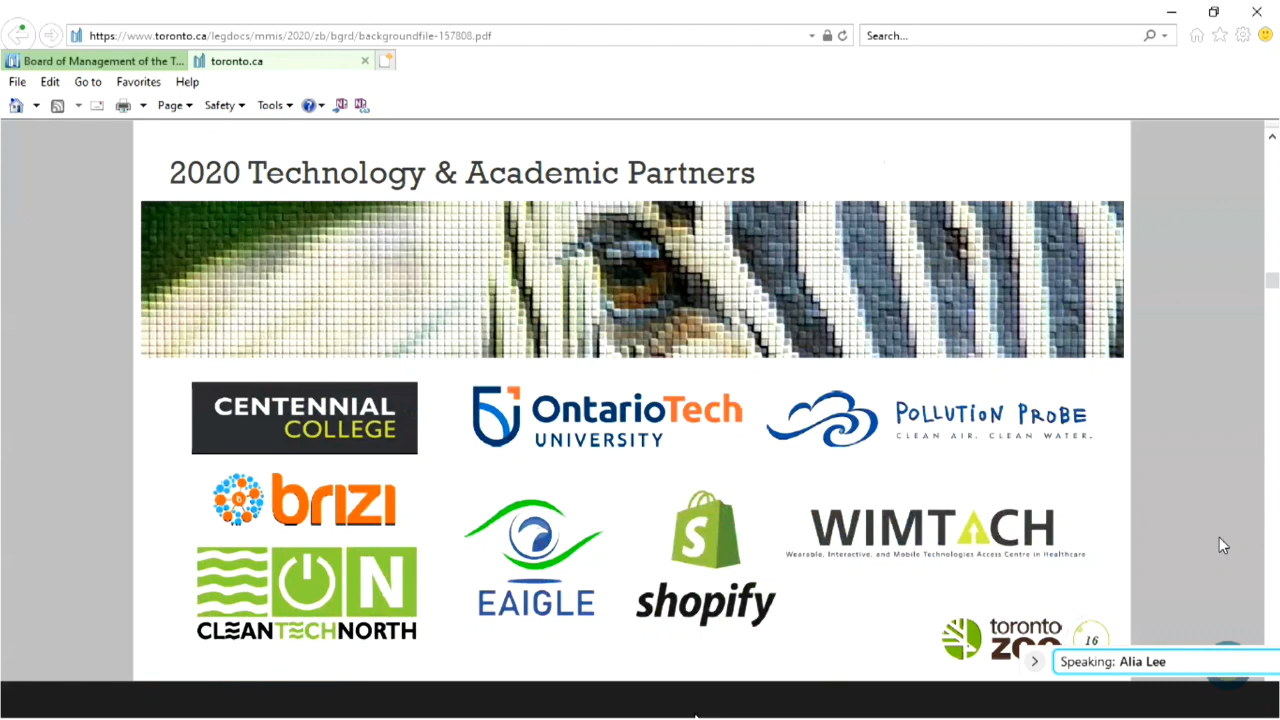 https://www.toronto.ca/legdocs/mmis/2020/zb/bgrd/backgroundfile-157808.pdf
Search...
Board of Management of the T...
toronto.ca
File Edit Go to Favorites Help
Page Safety Tools
2020 Technology & Academic Partners
CENTENNIAL
COLLEGE
OntarioTech
UNIVERSITY
POLLUTION PROBE
CLEAN AIR. CLEAN WATER.
brizi
EAIGLE
S
shopify
WIMTACH
Wearable, Interactive, and Mobile Technologies Access Centre in Healthcare
ON
CLEANTECHNORTH
toronto
zoo
16
Speaking: Alia Lee